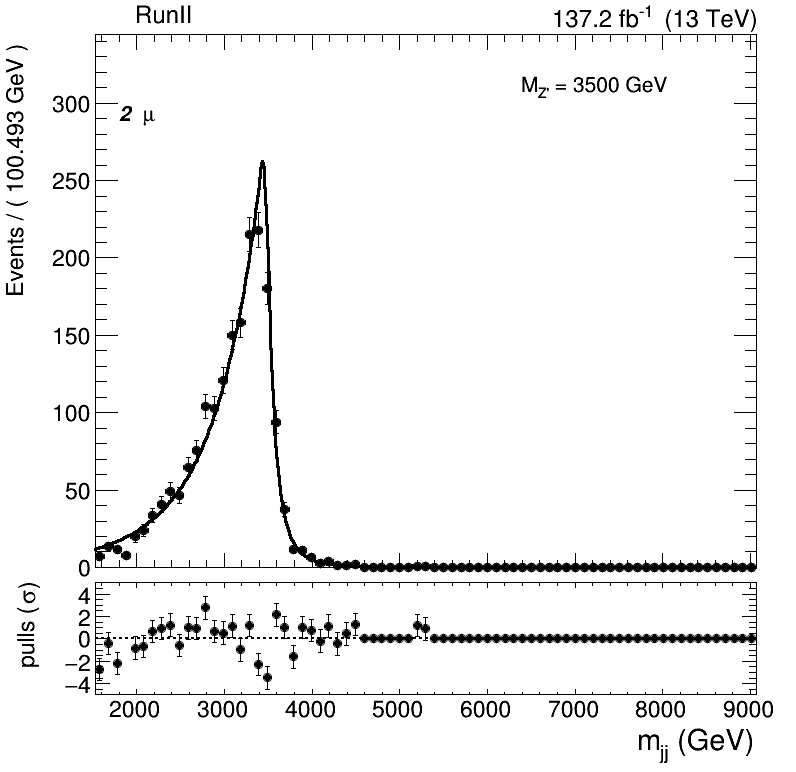 RunII 137.2 fb⁻¹ (13 TeV)
Events / ( 100.493 GeV )
300
250
200
150
100
50
0
2 μ
M_Z' = 3500 GeV
pulls (σ)
4
2
0
−2
−4
2000 3000 4000 5000 6000 7000 8000 9000
m_jj (GeV)